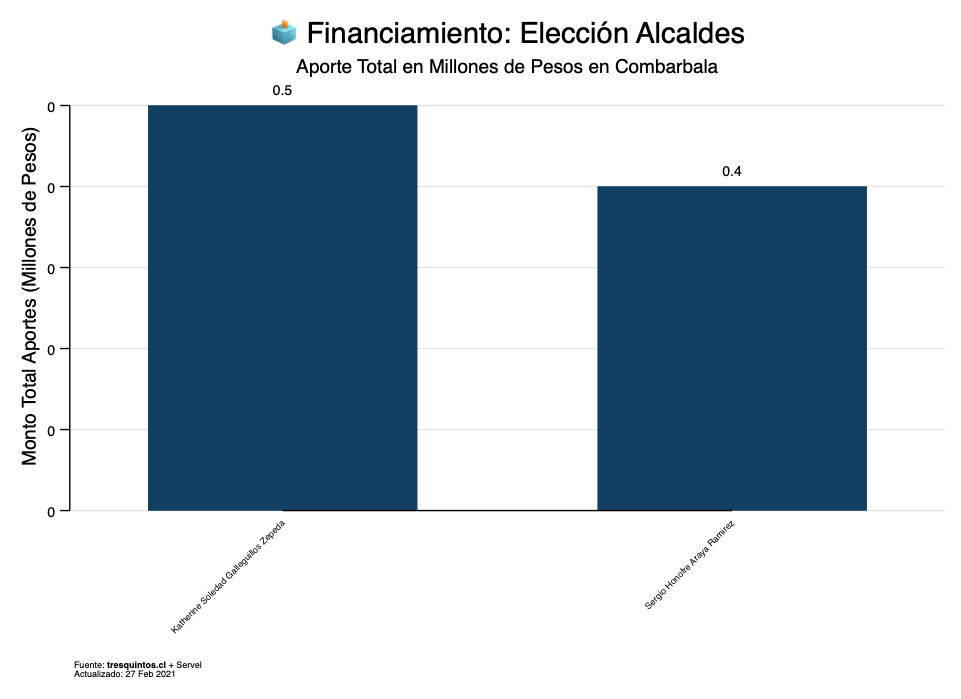 Financiamiento: Elección Alcaldes
Aporte Total en Millones de Pesos en Combarbala
Monto Total Aportes (Millones de Pesos)
0
0
0
0
0
0
0.5
0.4
Katherine Soledad Galleguillos Zepeda
Sergio Honofre Araya Ramirez
Fuente: tresquintos.cl + Servel
Actualizado: 27 Feb 2021